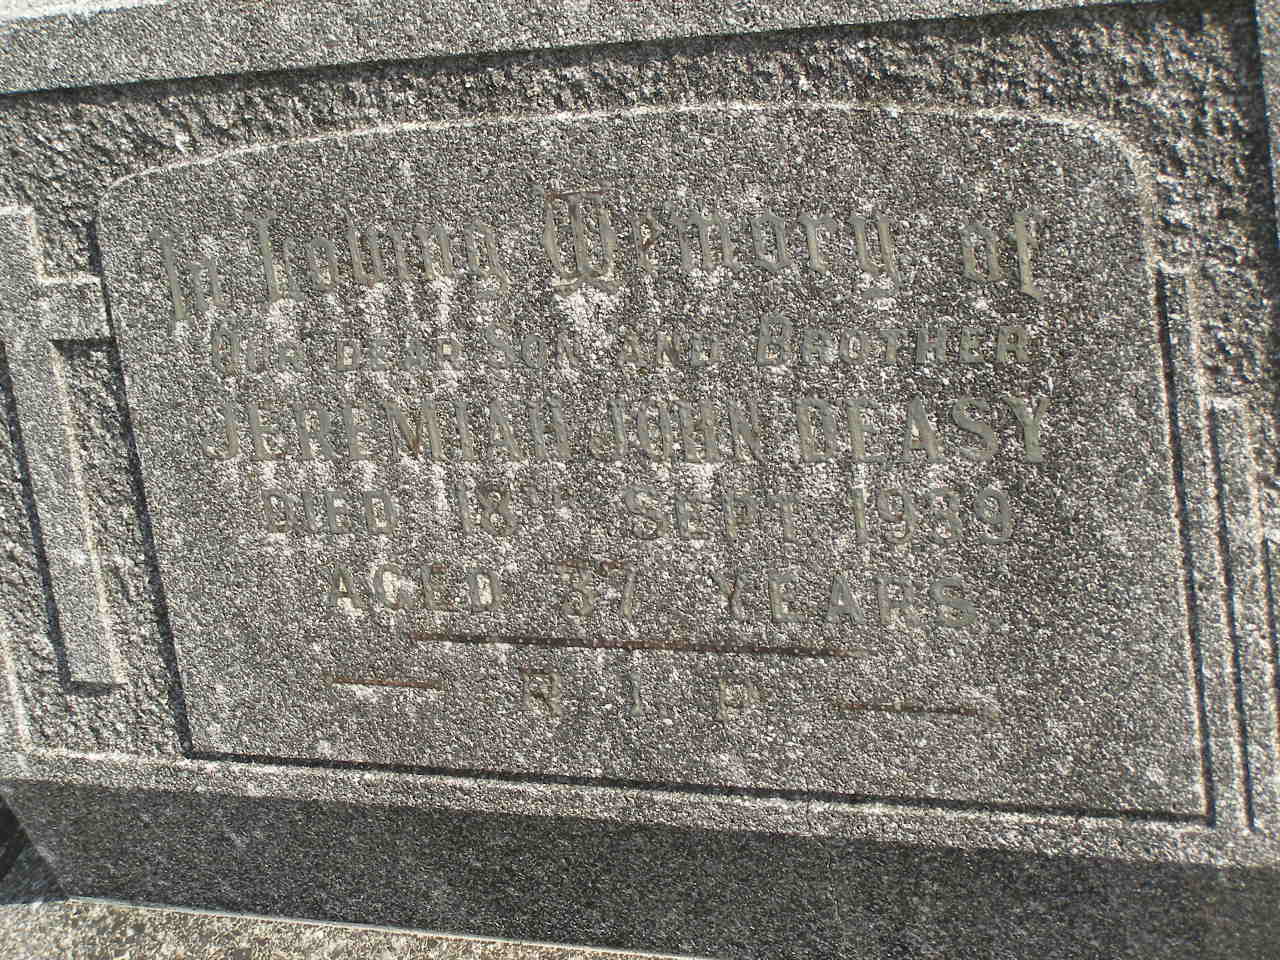 In Loving Memory of
OUR DEAR SON AND BROTHER
JEREMIAH JOHN DEASY
DIED 18TH SEPT 1939
AGED 37 YEARS
R I P